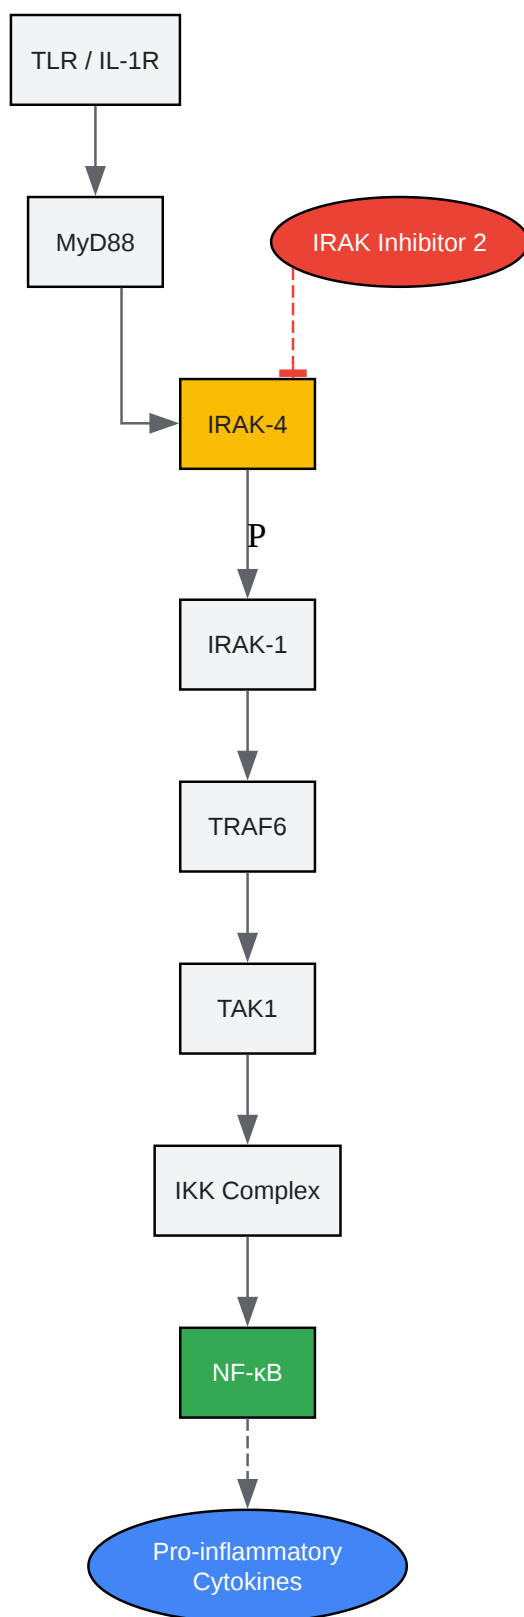 TLR / IL-1R
MyD88
IRAK Inhibitor 2
IRAK-4
P
IRAK-1
TRAF6
TAK1
IKK Complex
NF-κB
Pro-inflammatory
Cytokines